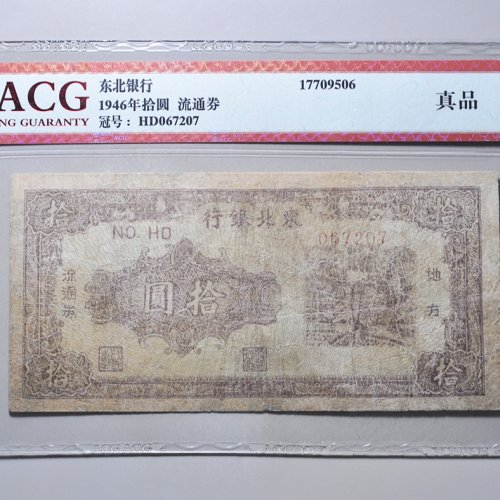 ACG
NG GUARANTY
东北银行
1946年拾圆 流通券
冠号: HD067207
17709506
真品
拾
拾
行銀北東
NO. HD
067207
圓拾
流通券
地方
拾
拾
ACG ACG